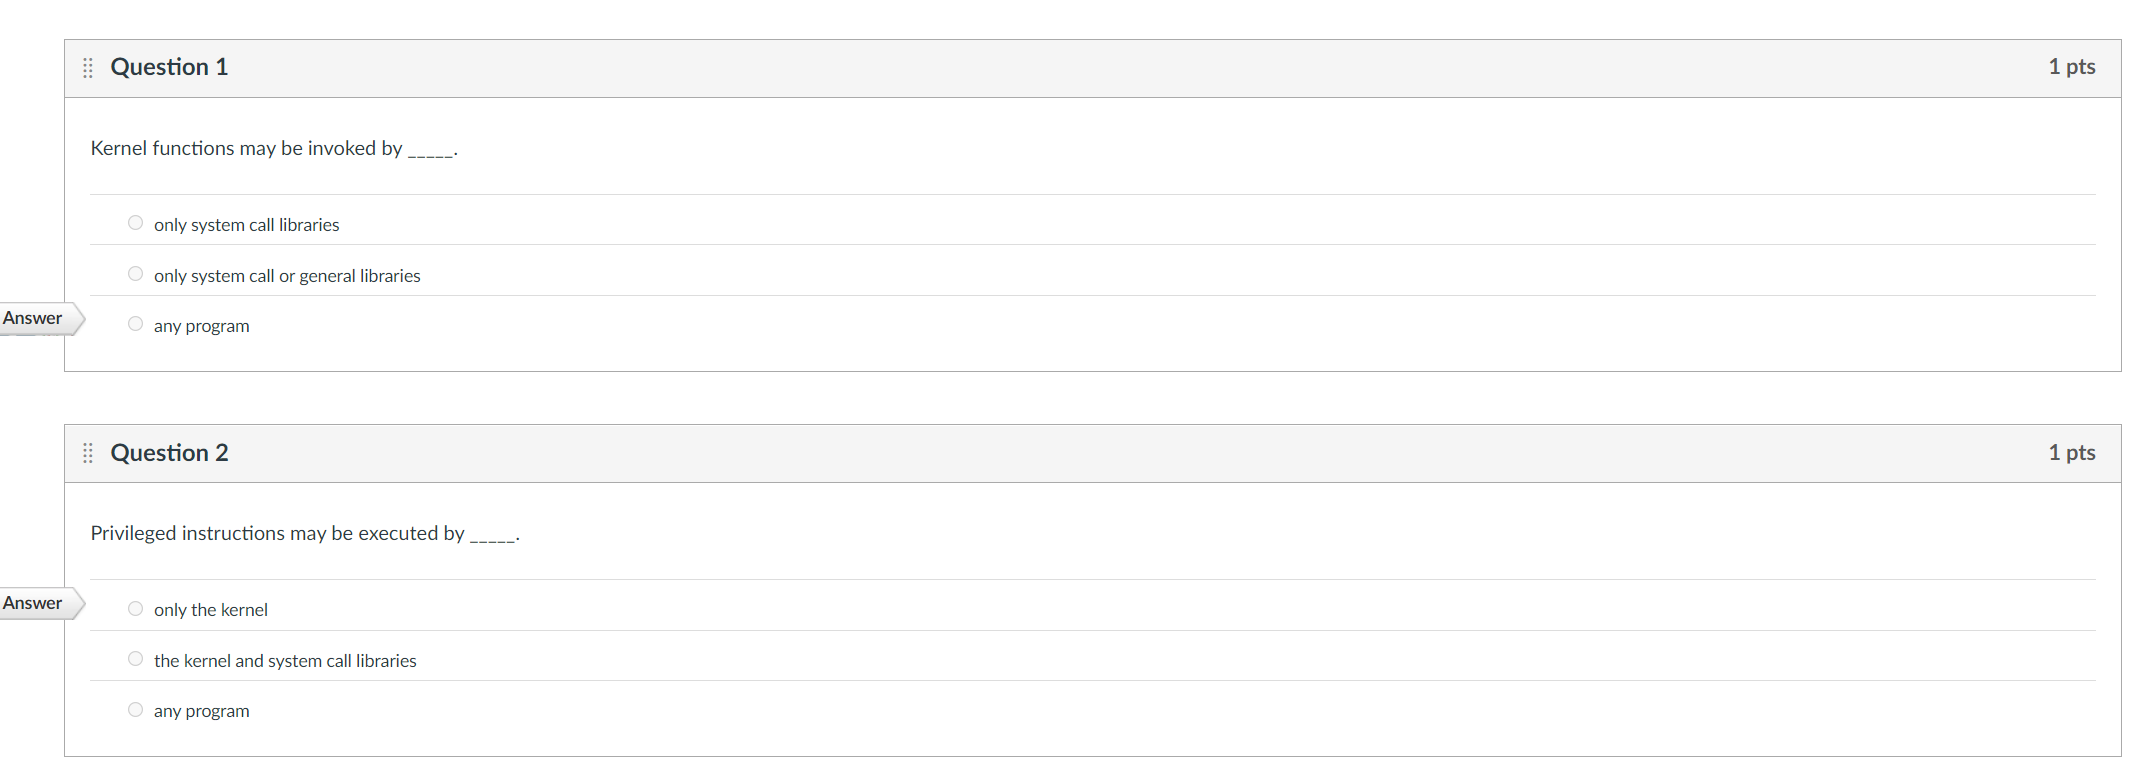 Question 1
1 pts
Kernel functions may be invoked by _____.
only system call libraries
only system call or general libraries
Answer
any program
Question 2
1 pts
Privileged instructions may be executed by _____.
Answer
only the kernel
the kernel and system call libraries
any program